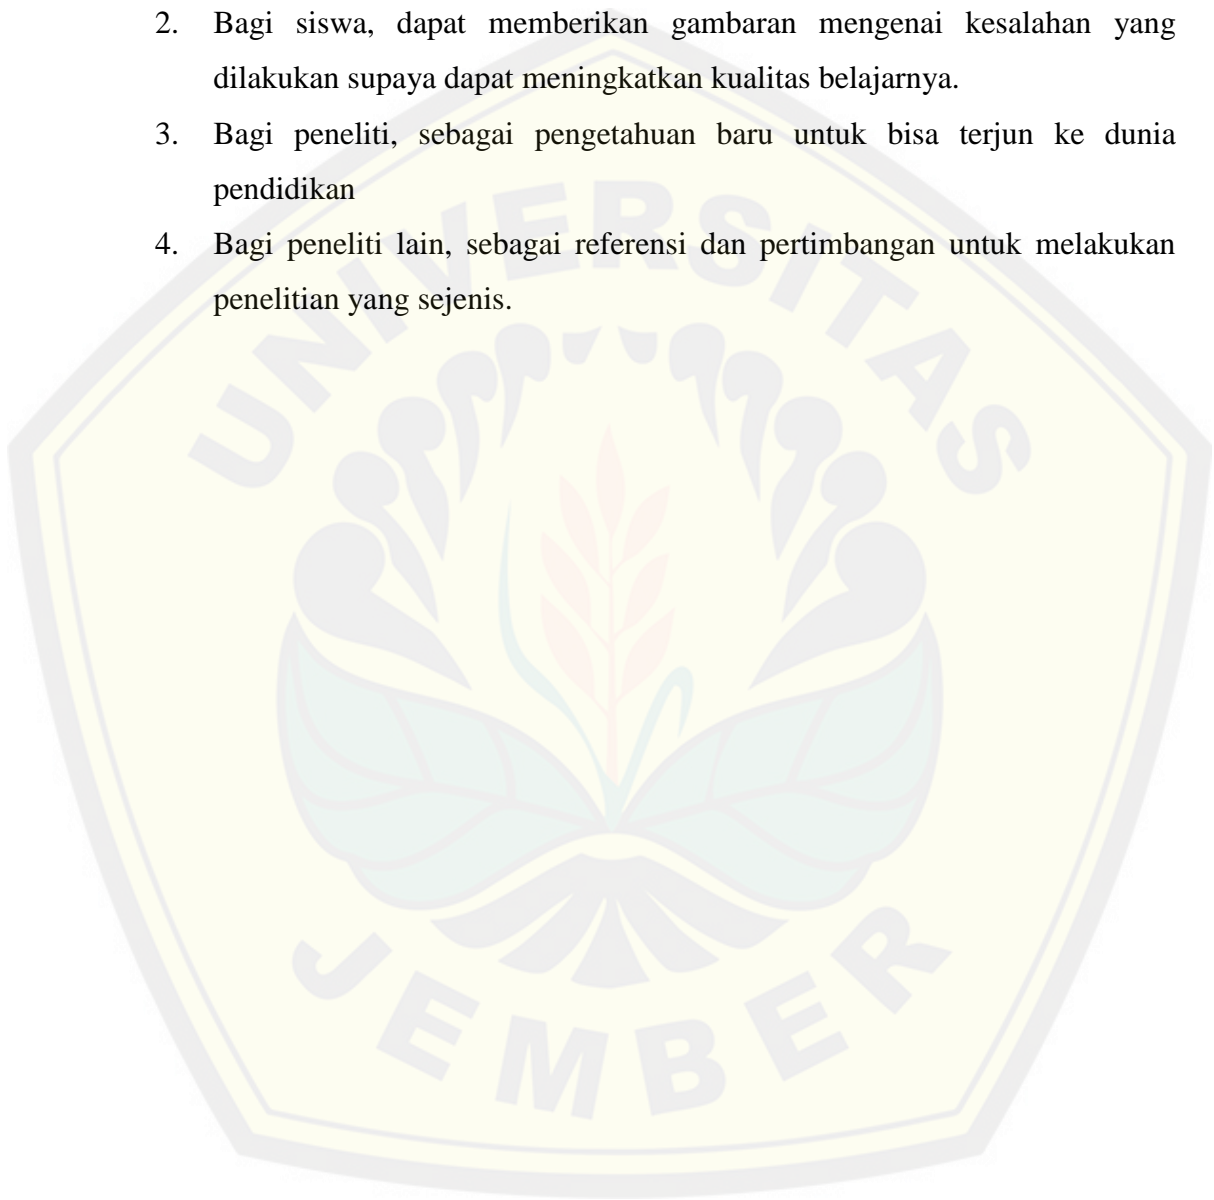 2. Bagi siswa, dapat memberikan gambaran mengenai kesalahan yang
dilakukan supaya dapat meningkatkan kualitas belajarnya.
3. Bagi peneliti, sebagai pengetahuan baru untuk bisa terjun ke dunia
pendidikan
4. Bagi peneliti lain, sebagai referensi dan pertimbangan untuk melakukan
penelitian yang sejenis.
UNIVERSITAS
JEMBER